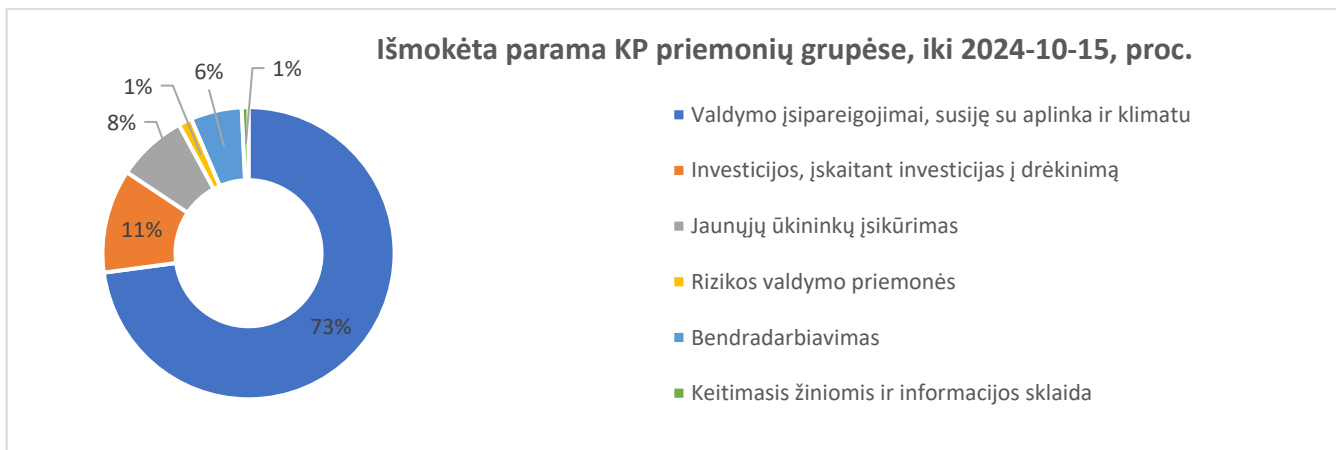 Išmokėta parama KP priemonių grupėse, iki 2024-10-15, proc.
1%
6%
1%
8%
11%
73%
Valdymo įsipareigojimai, susiję su aplinka ir klimatu
Investicijos, įskaitant investicijas į drėkinimą
Jaunųjų ūkininkų įsikūrimas
Rizikos valdymo priemonės
Bendradarbiavimas
Keitimasis žiniomis ir informacijos sklaida